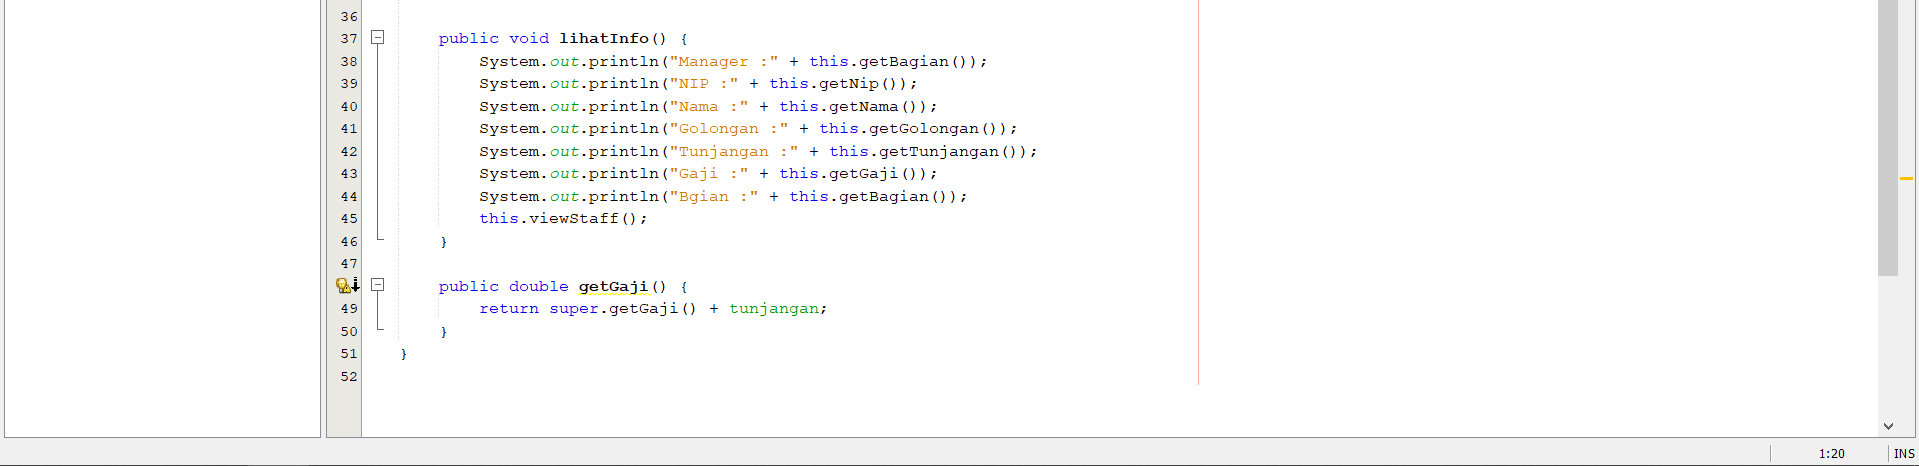 36
37 public void lihatInfo() {
38 System.out.println("Manager :" + this.getBagian());
39 System.out.println("NIP :" + this.getNip());
40 System.out.println("Nama :" + this.getNama());
41 System.out.println("Golongan :" + this.getGolongan());
42 System.out.println("Tunjangan :" + this.getTunjangan());
43 System.out.println("Gaji :" + this.getGaji());
44 System.out.println("Bgian :" + this.getBagian());
45 this.viewStaff();
46 }
47
public double getGaji() {
49 return super.getGaji() + tunjangan;
50 }
51 }
52
1:20 INS